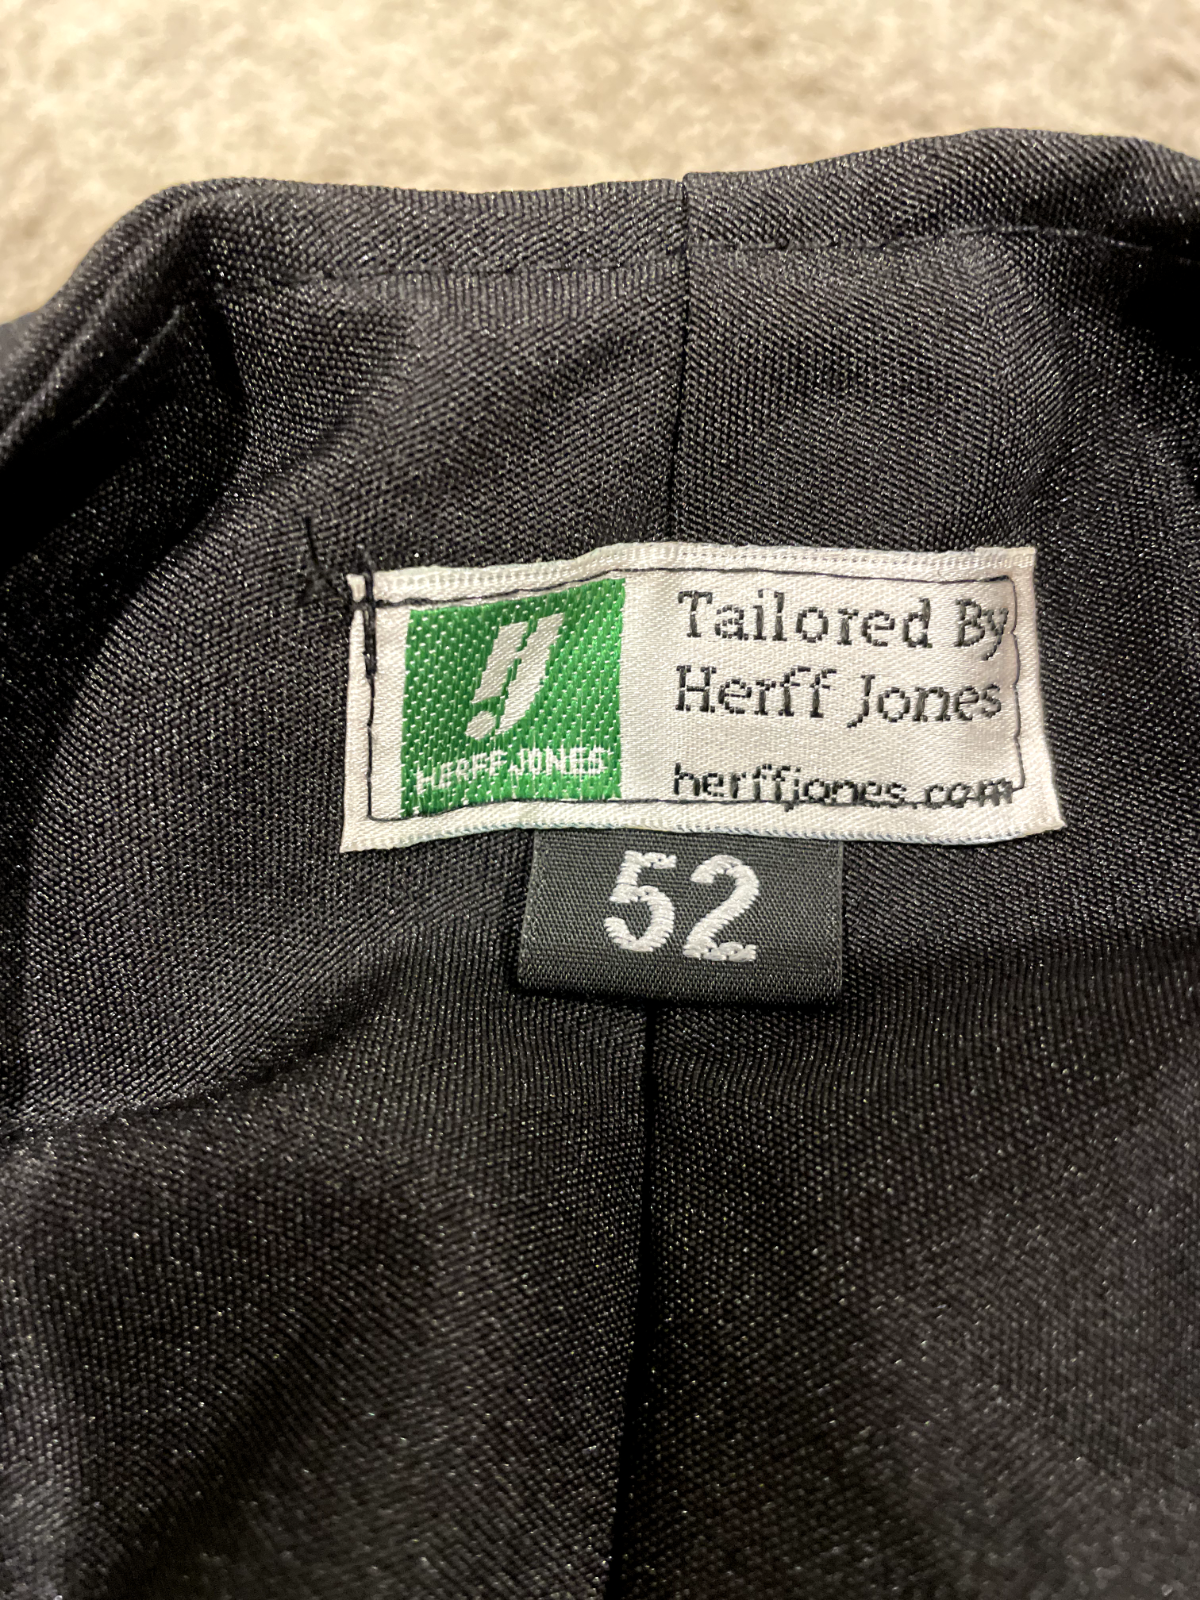 HERFF JONES
Tailored By
Herff Jones
herffjones.com
52